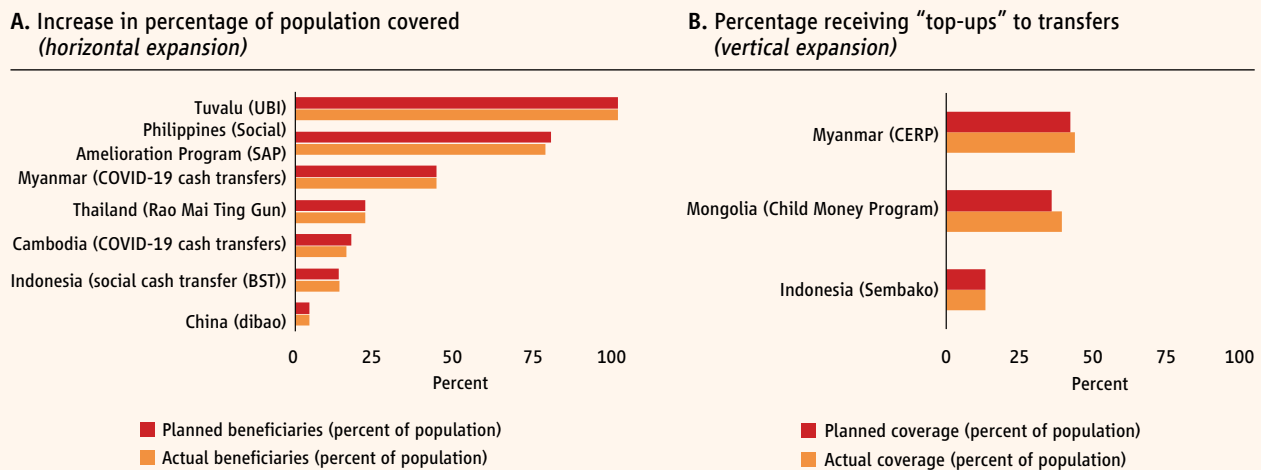 A. Increase in percentage of population covered
(horizontal expansion)
Tuvalu (UBI)
Philippines (Social)
Amelioration Program (SAP)
Myanmar (COVID-19 cash transfers)
Thailand (Rao Mai Ting Gun)
Cambodia (COVID-19 cash transfers)
Indonesia (social cash transfer (BST))
China (dibao)
0 25 50 75 100
Percent
Planned beneficiaries (percent of population)
Actual beneficiaries (percent of population)
B. Percentage receiving “top-ups” to transfers
(vertical expansion)
Myanmar (CERP)
Mongolia (Child Money Program)
Indonesia (Sembako)
0 25 50 75 100
Percent
Planned coverage (percent of population)
Actual coverage (percent of population)